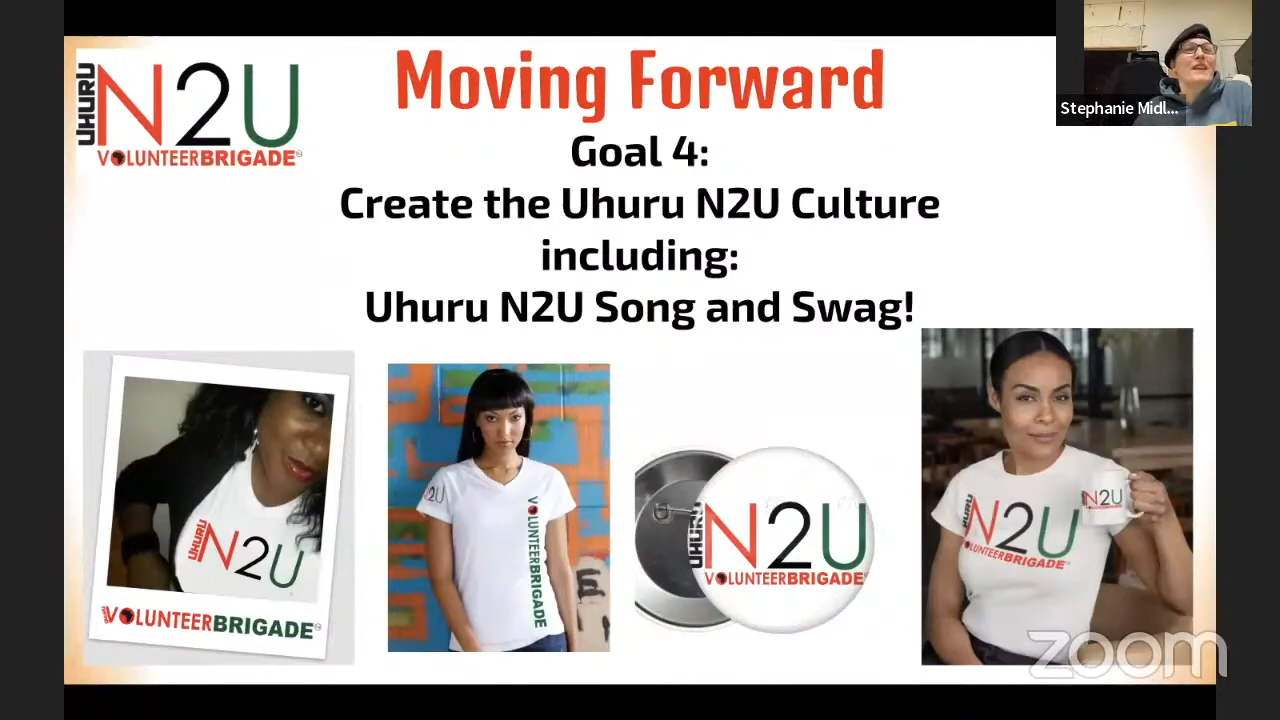 UHURU
N2U
VOLUNTEERBRIGADE
Moving Forward
Goal 4:
Create the Uhuru N2U Culture
including:
Uhuru N2U Song and Swag!
Stephanie Midl...
UHURU
N2U
VOLUNTEERBRIGADE
N2U
VOLUNTEERBRIGADE
UHURU
N2U
VOLUNTEERBRIGADE
UHURU
N2U
VOLUNTEERBRIGADE
N2U
zoom